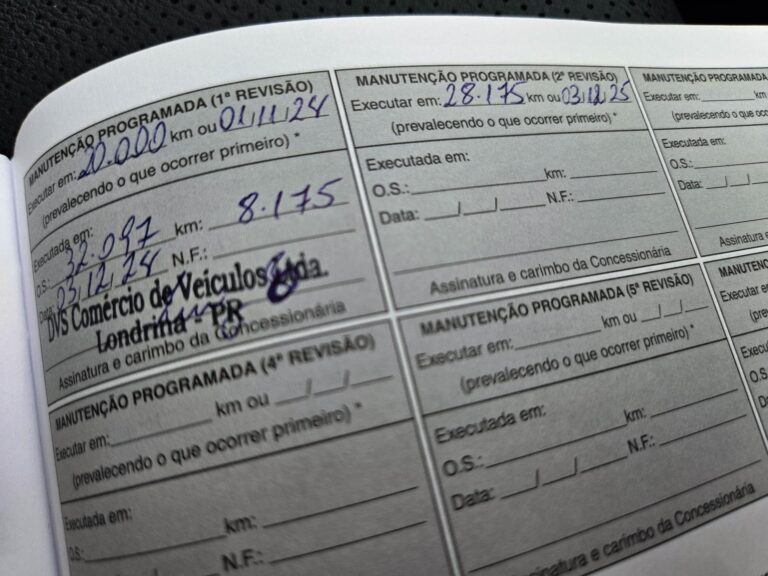 MANUTENÇÃO PROGRAMADA (1ª REVISÃO)
Executar em: 20.000 km ou 01/11/24
(prevalecendo o que ocorrer primeiro) *
Executada em:
O.S: 32.097 km: 8.175
Data: 03/12/24 N.F.:
DVS Comércio de Veículos Ltda.
Londrina - PR
Assinatura e carimbo da Concessionária
MANUTENÇÃO PROGRAMADA (2ª REVISÃO)
Executar em: 28.175 km ou 03/12/25
(prevalecendo o que ocorrer primeiro) *
Executada em:
O.S.: km:
Data: / / N.F.:
Assinatura e carimbo da Concessionária
MANUTENÇÃO PROGRAMADA
Executar em: km
(prevalecendo o
Executada em:
O.S.:
Data: / /
Assinatura e
MANUTENÇÃO PROGRAMADA (4ª REVISÃO)
Executar em: km ou / /
(prevalecendo o que ocorrer primeiro) *
Executada em:
O.S.: km:
N.F.:
MANUTENÇÃO PROGRAMADA (5ª REVISÃO)
Executar em: km ou / /
(prevalecendo o que ocorrer primeiro) *
Executada em:
O.S.: km:
Data: / / N.F.:
Assinatura e carimbo da Concessionária
Executar em
Executada
O.S.